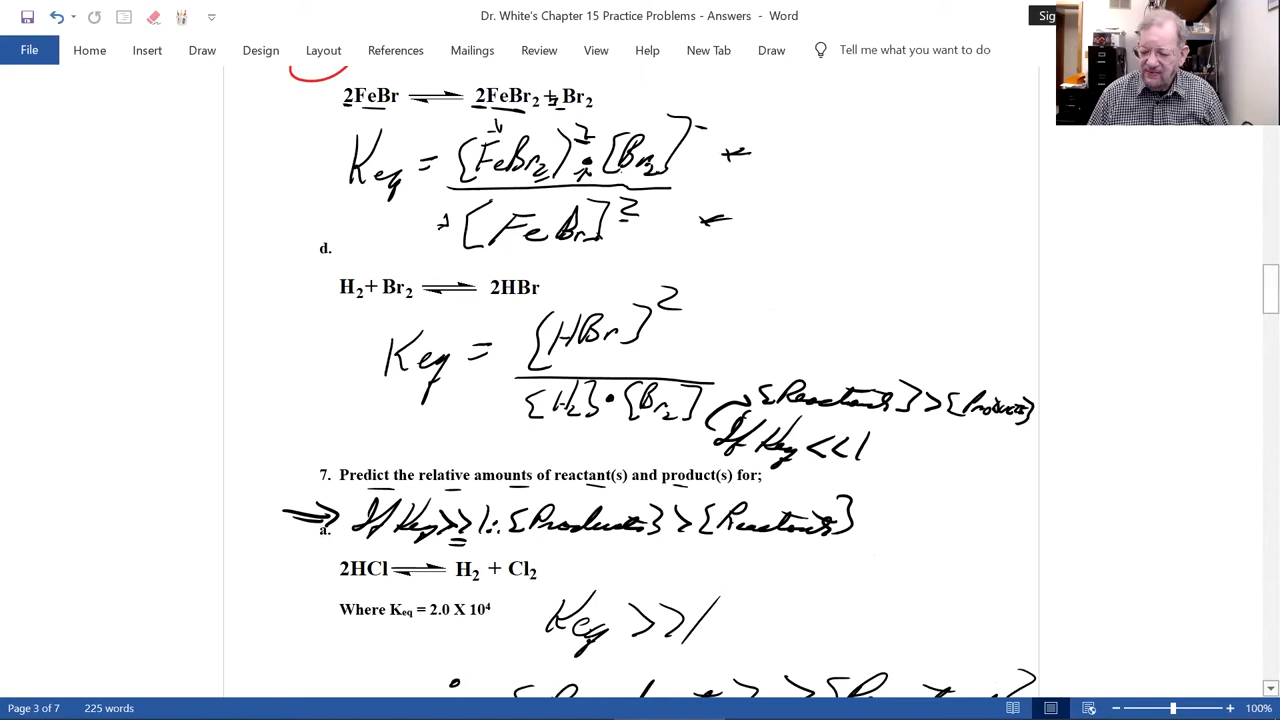 Dr. White's Chapter 15 Practice Problems - Answers - Word
Sig
File Home Insert Draw Design Layout References Mailings Review View Help New Tab Draw Tell me what you want to do
2FeBr ⇌ 2FeBr₂ + Br₂
Keq = [FeBr₂]² · [Br₂]
[FeBr]²
d.
H₂ + Br₂ ⇌ 2HBr
Keq = [HBr]²
[H₂] · [Br₂]
[Reactants] > [Products]
If Keq << 1
7. Predict the relative amounts of reactant(s) and product(s) for;
⇒ If Keq >> 1 ∴ [Products] > [Reactants]
a.
2HCl ⇌ H₂ + Cl₂
Where Keq = 2.0 X 10⁴
Keq >> 1
Page 3 of 7 225 words 100%